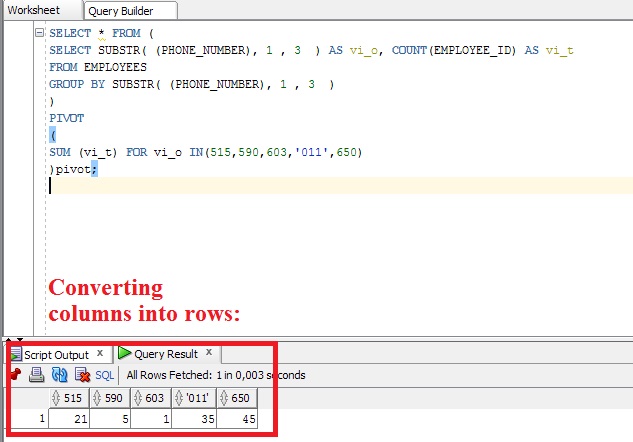 Worksheet Query Builder
SELECT * FROM (
SELECT SUBSTR( (PHONE_NUMBER), 1 , 3  ) AS vi_o, COUNT(EMPLOYEE_ID) AS vi_t
FROM EMPLOYEES
GROUP BY SUBSTR( (PHONE_NUMBER), 1 , 3  )
)
PIVOT
(
SUM (vi_t) FOR vi_o IN(515,590,603,'011',650)
)pivot;
Converting
columns into rows:
Script Output x Query Result x
SQL | All Rows Fetched: 1 in 0,003 seconds
515 590 603 '011' 650
1 21 5 1 35 45